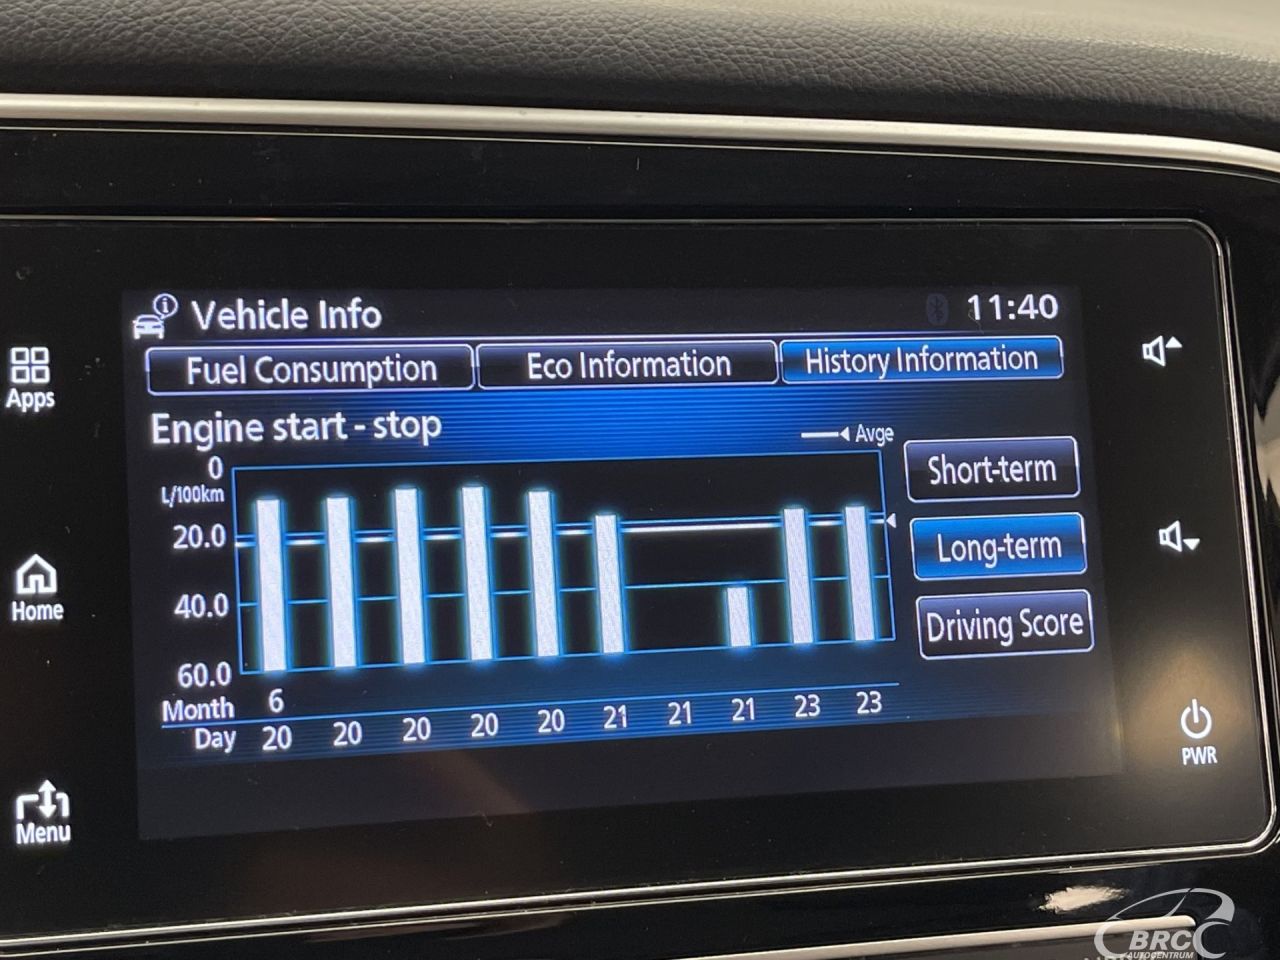 Vehicle Info
11:40
Fuel Consumption
Eco Information
History Information
Engine start - stop
Avge
0
L/100km
20.0
40.0
60.0
Month 6
Day 20 20 20 20 20 21 21 21 23 23
Short-term
Long-term
Driving Score
Apps
Home
Menu
PWR
BRC
AUTOCENTRUM